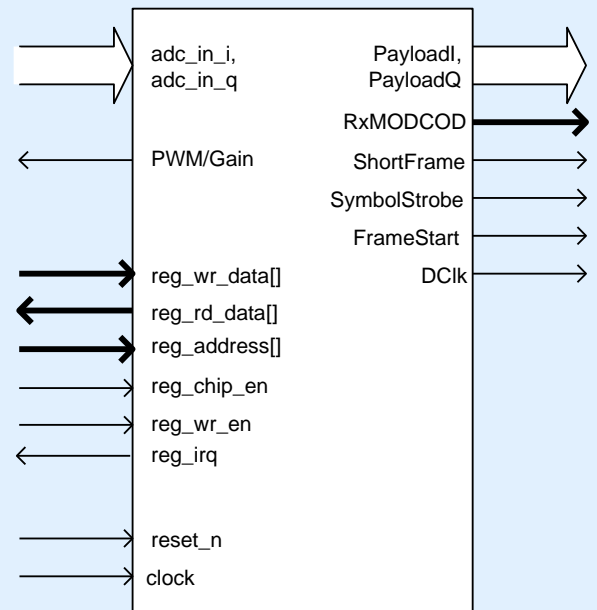 adc_in_i,
adc_in_q
PWM/Gain
reg_wr_data[]
reg_rd_data[]
reg_address[]
reg_chip_en
reg_wr_en
reg_irq
reset_n
clock
PayloadI,
PayloadQ
RxMODCOD
ShortFrame
SymbolStrobe
FrameStart
DClk